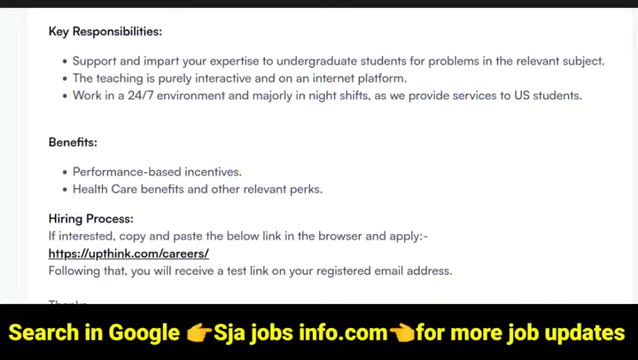 Key Responsibilities:
• Support and impart your expertise to undergraduate students for problems in the relevant subject.
• The teaching is purely interactive and on an internet platform.
• Work in a 24/7 environment and majorly in night shifts, as we provide services to US students.
Benefits:
• Performance-based incentives.
• Health Care benefits and other relevant perks.
Hiring Process:
If interested, copy and paste the below link in the browser and apply:-
https://upthink.com/careers/
Following that, you will receive a test link on your registered email address.
Thanks
Search in Google 👉Sja jobs info.com👈for more job updates